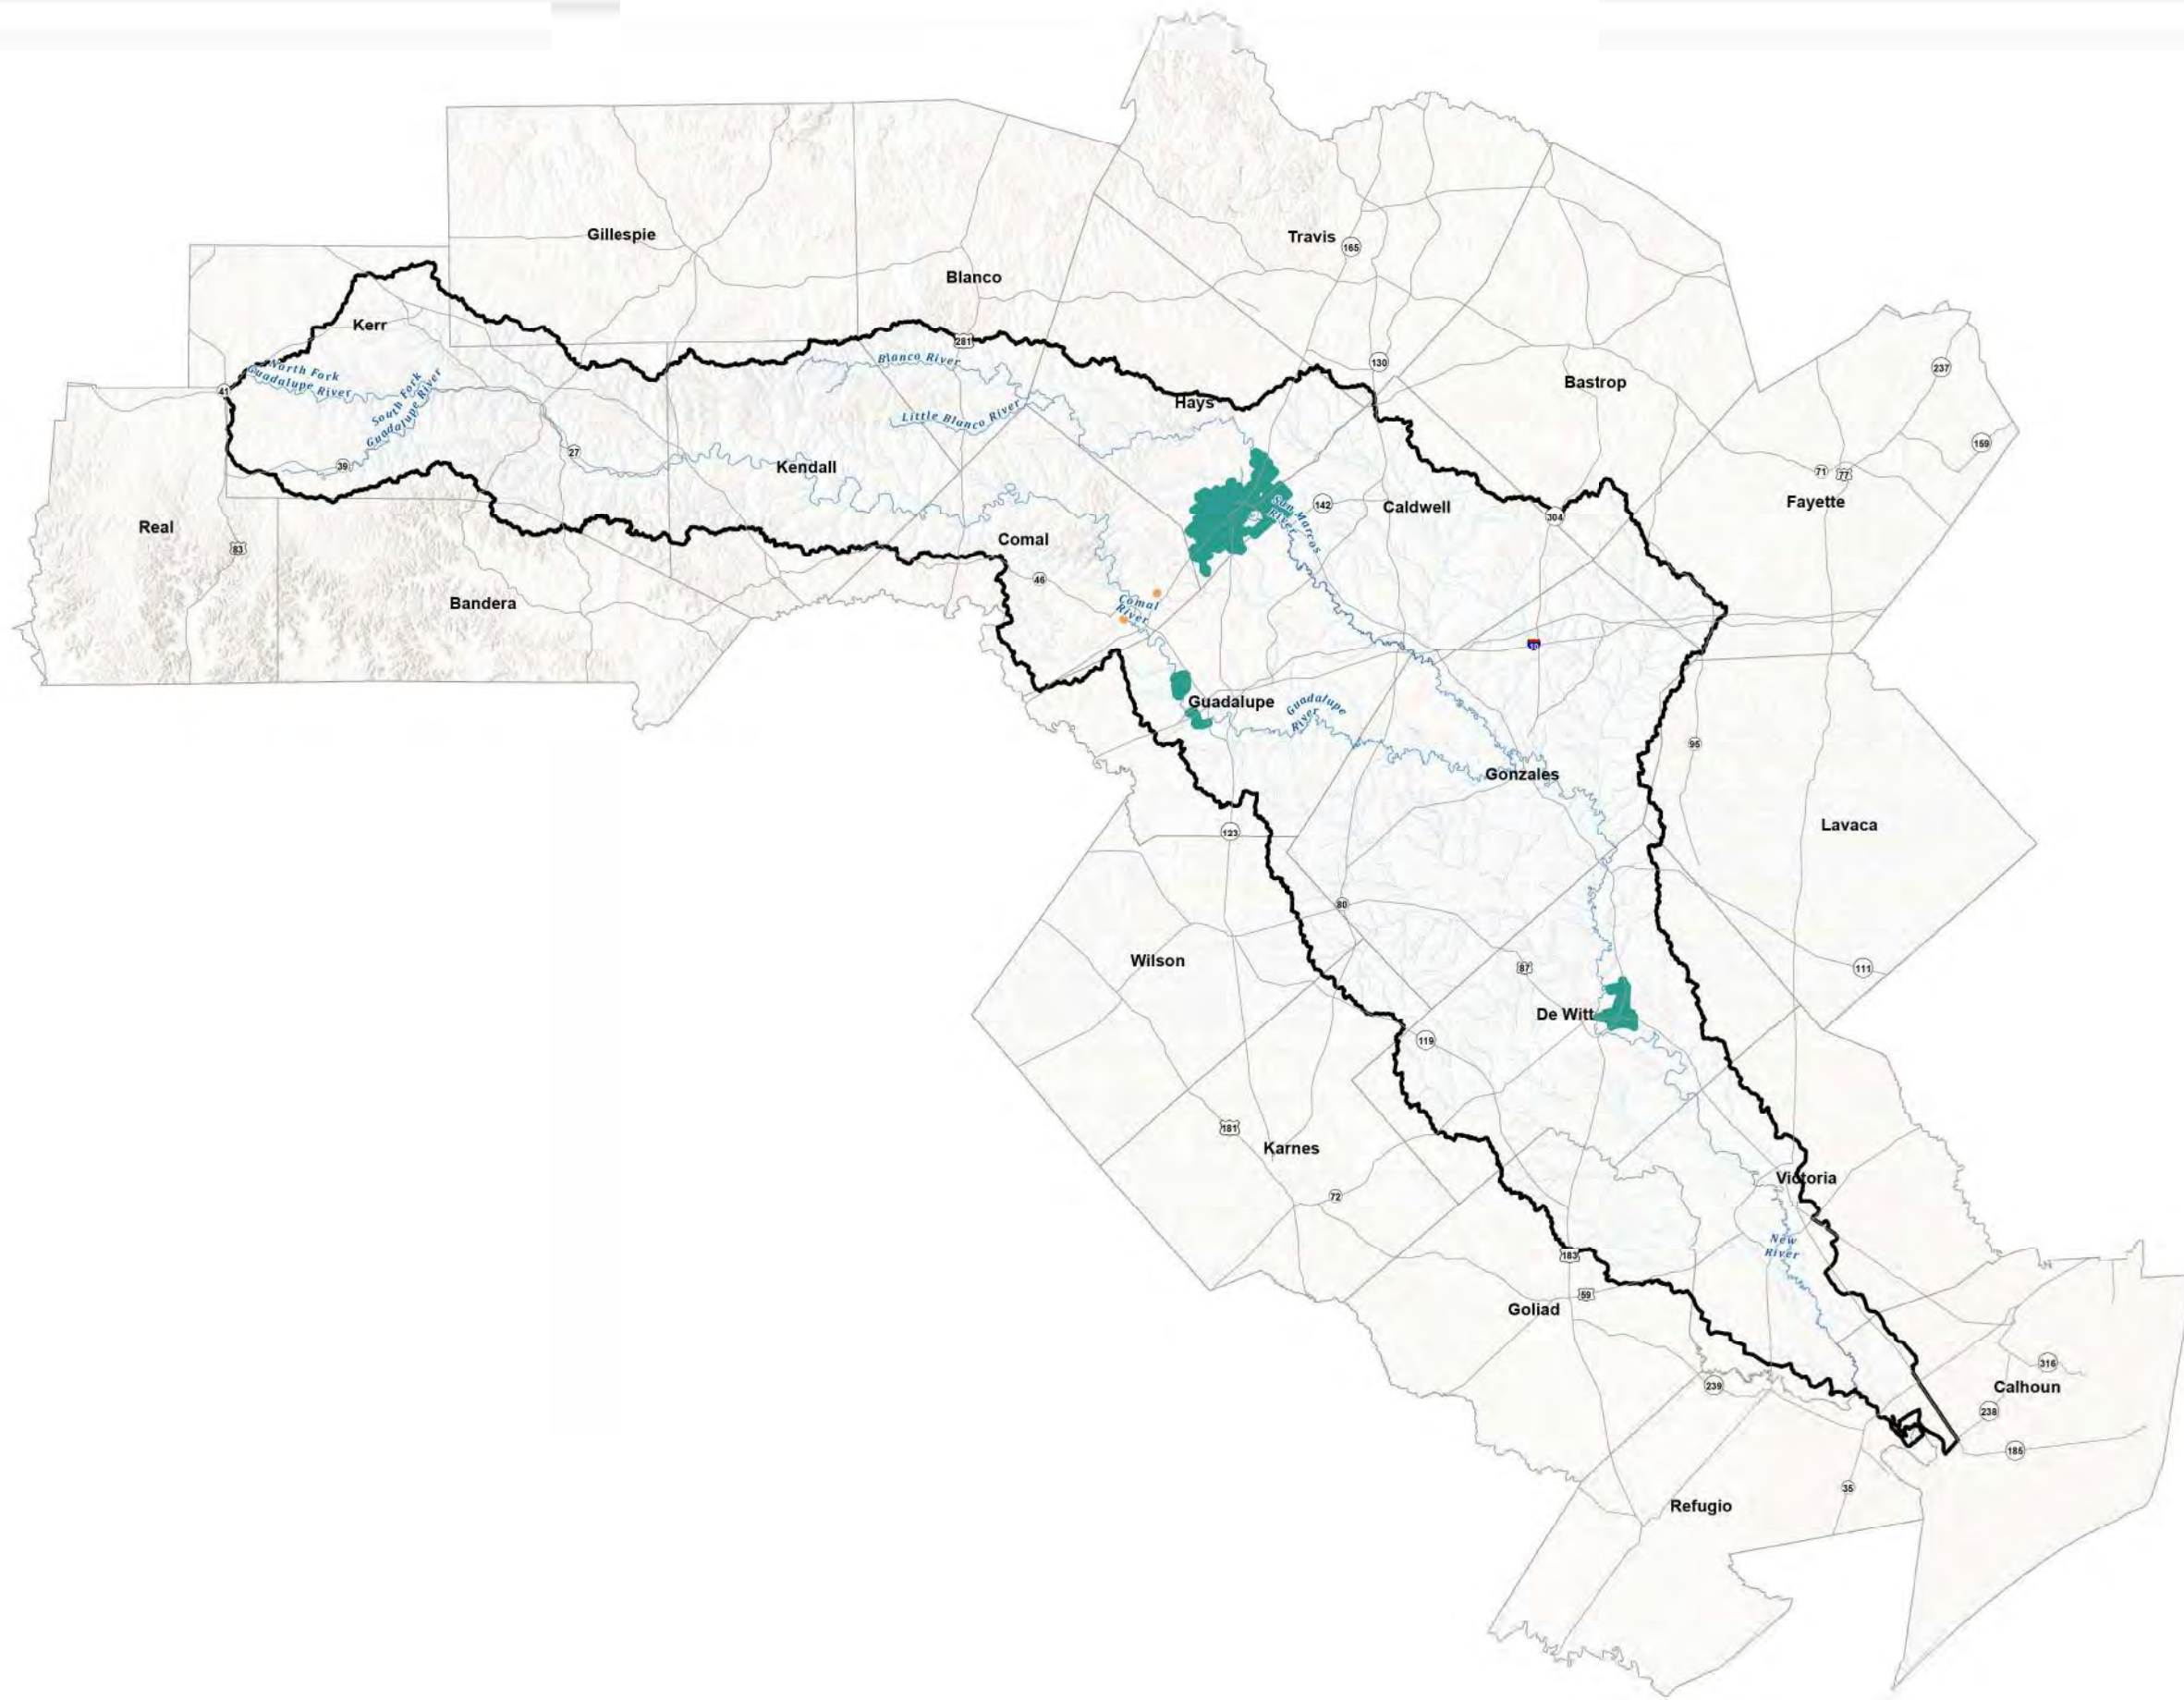 Gillespie
Travis
165
Blanco
Kerr
281
130
237
North Fork
Guadalupe River
South Fork
Guadalupe River
41
Blanco River
Bastrop
Hays
Little Blanco River
159
39
27
Kendall
71
77
Fayette
142
San Marcos
River
Caldwell
304
Real
83
Comal
46
Bandera
Comal
River
10
Guadalupe
Guadalupe
River
95
Gonzales
123
Lavaca
80
Wilson
87
111
De Witt
119
181
Karnes
72
Victoria
New
River
183
59
Goliad
316
239
Calhoun
238
185
35
Refugio